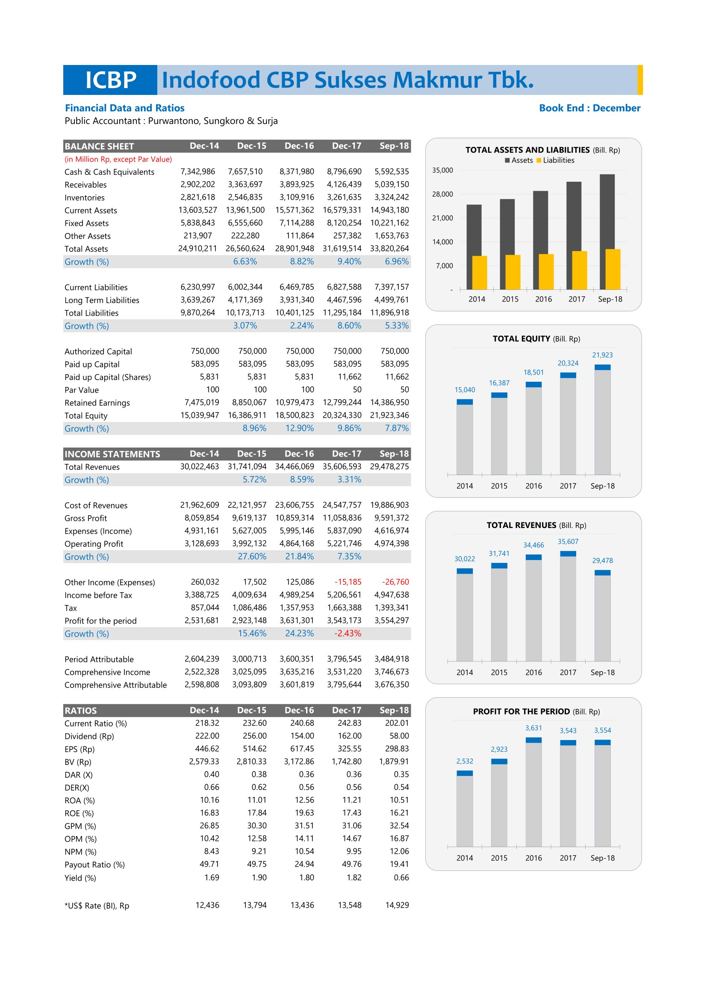 ICBP Indofood CBP Sukses Makmur Tbk.
Financial Data and Ratios Book End : December
Public Accountant : Purwantono, Sungkoro & Surja
BALANCE SHEET Dec-14 Dec-15 Dec-16 Dec-17 Sep-18
(in Million Rp, except Par Value)
Cash & Cash Equivalents 7,342,986 7,657,510 8,371,980 8,796,690 5,592,535
Receivables 2,902,202 3,363,697 3,893,925 4,126,439 5,039,150
Inventories 2,821,618 2,546,835 3,109,916 3,261,635 3,324,242
Current Assets 13,603,527 13,961,500 15,571,362 16,579,331 14,943,180
Fixed Assets 5,838,843 6,555,660 7,114,288 8,120,254 10,221,162
Other Assets 213,907 222,280 111,864 257,382 1,653,763
Total Assets 24,910,211 26,560,624 28,901,948 31,619,514 33,820,264
Growth (%) 6.63% 8.82% 9.40% 6.96%
Current Liabilities 6,230,997 6,002,344 6,469,785 6,827,588 7,397,157
Long Term Liabilities 3,639,267 4,171,369 3,931,340 4,467,596 4,499,761
Total Liabilities 9,870,264 10,173,713 10,401,125 11,295,184 11,896,918
Growth (%) 3.07% 2.24% 8.60% 5.33%
Authorized Capital 750,000 750,000 750,000 750,000 750,000
Paid up Capital 583,095 583,095 583,095 583,095 583,095
Paid up Capital (Shares) 5,831 5,831 5,831 11,662 11,662
Par Value 100 100 100 50 50
Retained Earnings 7,475,019 8,850,067 10,979,473 12,799,244 14,386,950
Total Equity 15,039,947 16,386,911 18,500,823 20,324,330 21,923,346
Growth (%) 8.96% 12.90% 9.86% 7.87%
INCOME STATEMENTS Dec-14 Dec-15 Dec-16 Dec-17 Sep-18
Total Revenues 30,022,463 31,741,094 34,466,069 35,606,593 29,478,275
Growth (%) 5.72% 8.59% 3.31%
Cost of Revenues 21,962,609 22,121,957 23,606,755 24,547,757 19,886,903
Gross Profit 8,059,854 9,619,137 10,859,314 11,058,836 9,591,372
Expenses (Income) 4,931,161 5,627,005 5,995,146 5,837,090 4,616,974
Operating Profit 3,128,693 3,992,132 4,864,168 5,221,746 4,974,398
Growth (%) 27.60% 21.84% 7.35%
Other Income (Expenses) 260,032 17,502 125,086 -15,185 -26,760
Income before Tax 3,388,725 4,009,634 4,989,254 5,206,561 4,947,638
Tax 857,044 1,086,486 1,357,953 1,663,388 1,393,341
Profit for the period 2,531,681 2,923,148 3,631,301 3,543,173 3,554,297
Growth (%) 15.46% 24.23% -2.43%
Period Attributable 2,604,239 3,000,713 3,600,351 3,796,545 3,484,918
Comprehensive Income 2,522,328 3,025,095 3,635,216 3,531,220 3,746,673
Comprehensive Attributable 2,598,808 3,093,809 3,601,819 3,795,644 3,676,350
RATIOS Dec-14 Dec-15 Dec-16 Dec-17 Sep-18
Current Ratio (%) 218.32 232.60 240.68 242.83 202.01
Dividend (Rp) 222.00 256.00 154.00 162.00 58.00
EPS (Rp) 446.62 514.62 617.45 325.55 298.83
BV (Rp) 2,579.33 2,810.33 3,172.86 1,742.80 1,879.91
DAR (X) 0.40 0.38 0.36 0.36 0.35
DER(X) 0.66 0.62 0.56 0.56 0.54
ROA (%) 10.16 11.01 12.56 11.21 10.51
ROE (%) 16.83 17.84 19.63 17.43 16.21
GPM (%) 26.85 30.30 31.51 31.06 32.54
OPM (%) 10.42 12.58 14.11 14.67 16.87
NPM (%) 8.43 9.21 10.54 9.95 12.06
Payout Ratio (%) 49.71 49.75 24.94 49.76 19.41
Yield (%) 1.69 1.90 1.80 1.82 0.66
*US$ Rate (BI), Rp 12,436 13,794 13,436 13,548 14,929
TOTAL ASSETS AND LIABILITIES (Bill. Rp)
Assets Liabilities
35,000
28,000
21,000
14,000
7,000
-
2014 2015 2016 2017 Sep-18
TOTAL EQUITY (Bill. Rp)
15,040 16,387 18,501 20,324 21,923
2014 2015 2016 2017 Sep-18
TOTAL REVENUES (Bill. Rp)
30,022 31,741 34,466 35,607 29,478
2014 2015 2016 2017 Sep-18
PROFIT FOR THE PERIOD (Bill. Rp)
2,532 2,923 3,631 3,543 3,554
2014 2015 2016 2017 Sep-18